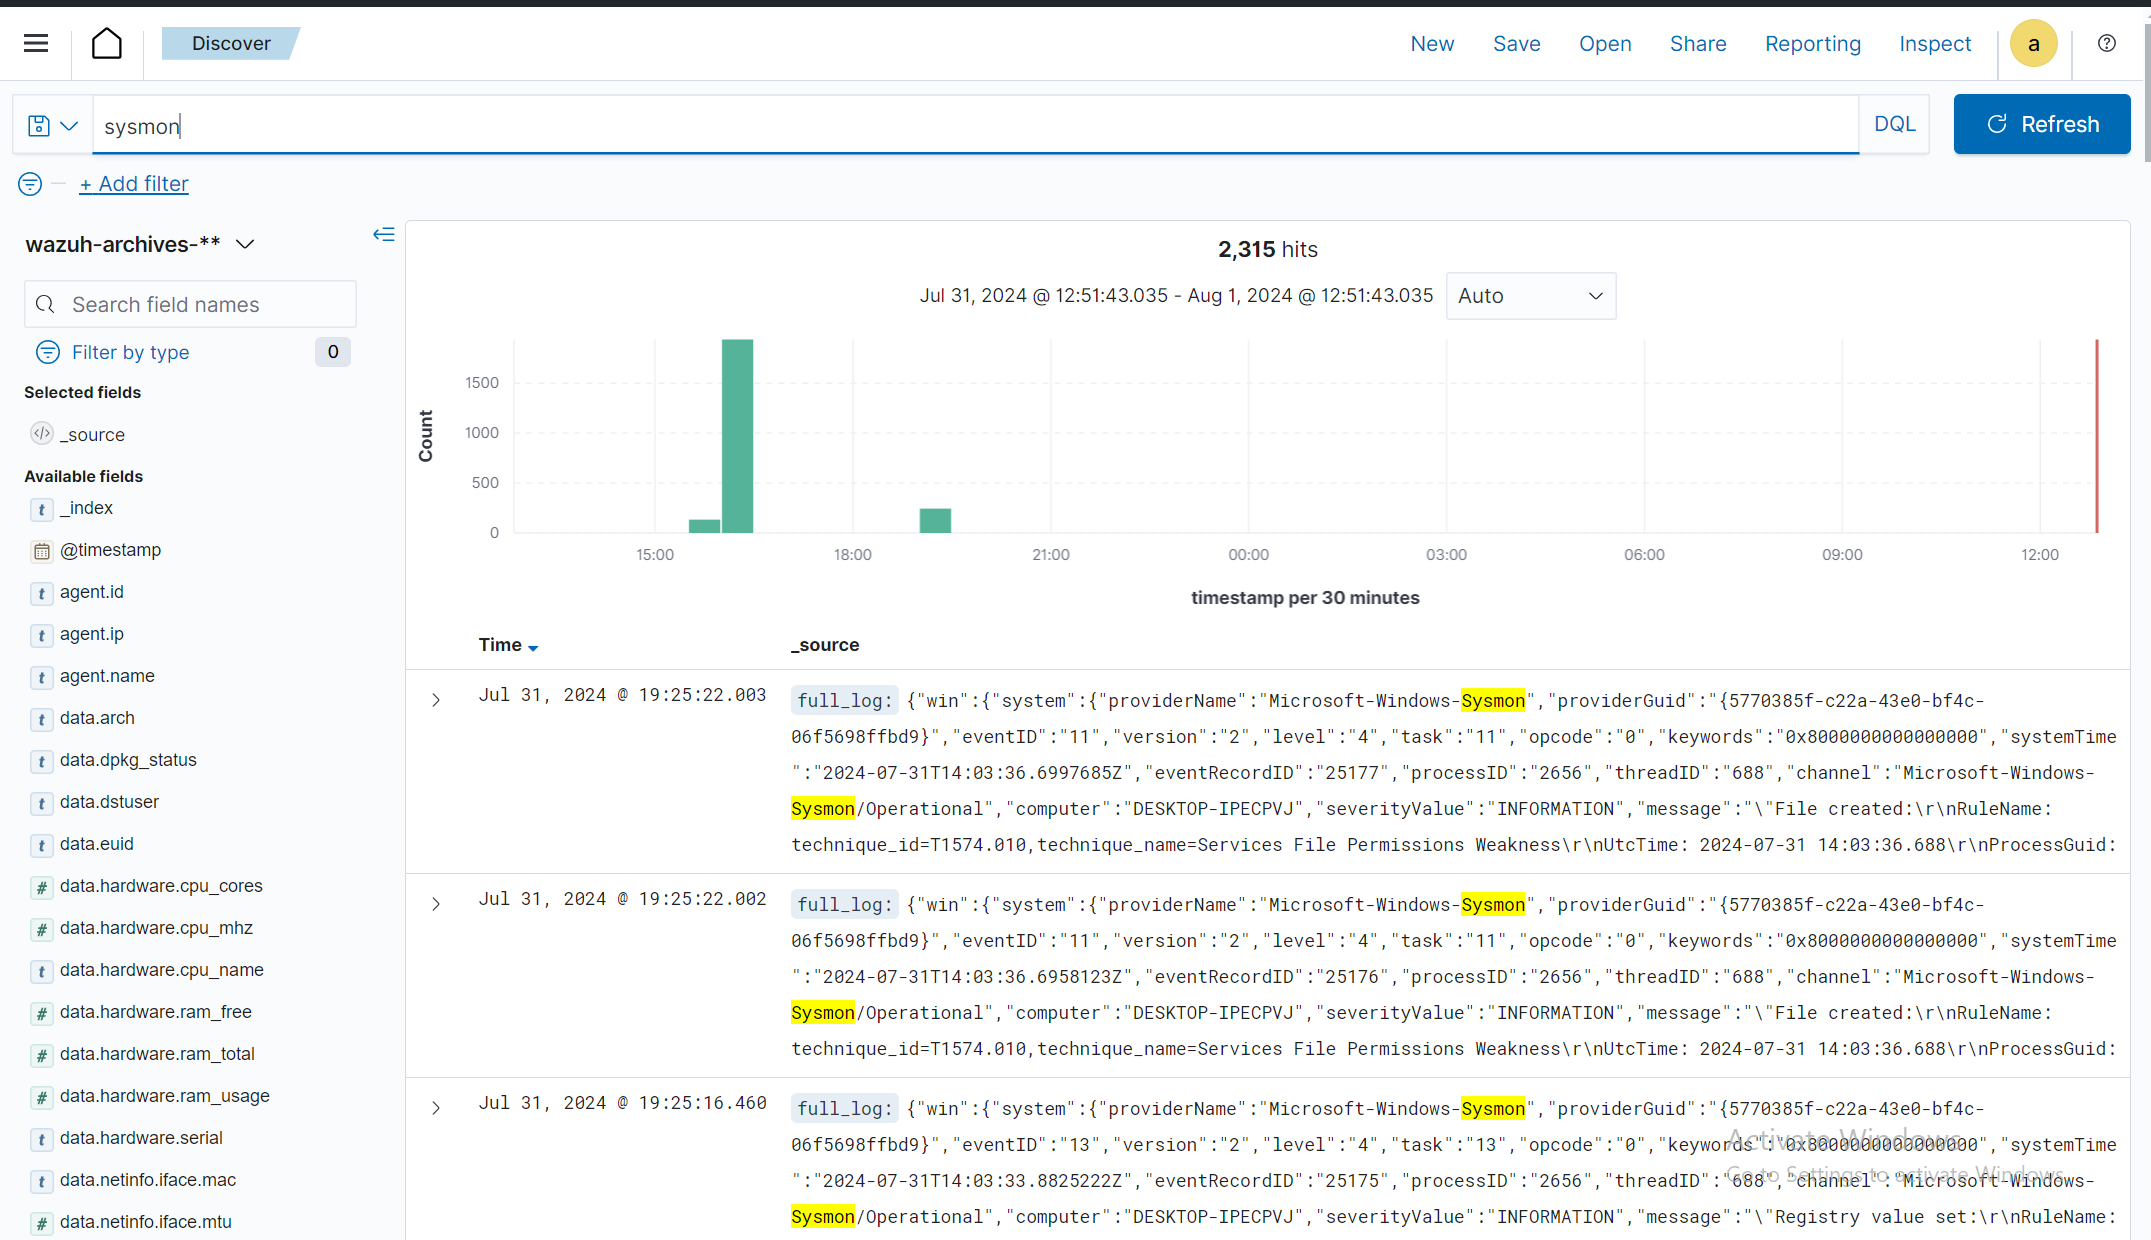 Discover
New Save Open Share Reporting Inspect a
sysmon
DQL
Refresh
+ Add filter
wazuh-archives-**
Search field names
Filter by type 0
Selected fields
_source
Available fields
t _index
@timestamp
t agent.id
t agent.ip
t agent.name
t data.arch
t data.dpkg_status
t data.dstuser
t data.euid
# data.hardware.cpu_cores
# data.hardware.cpu_mhz
t data.hardware.cpu_name
# data.hardware.ram_free
# data.hardware.ram_total
# data.hardware.ram_usage
t data.hardware.serial
t data.netinfo.iface.mac
# data.netinfo.iface.mtu
2,315 hits
Jul 31, 2024 @ 12:51:43.035 - Aug 1, 2024 @ 12:51:43.035 Auto
Count
1500
1000
500
0
15:00 18:00 21:00 00:00 03:00 06:00 09:00 12:00
timestamp per 30 minutes
Time _source
Jul 31, 2024 @ 19:25:22.003
full_log: {"win":{"system":{"providerName":"Microsoft-Windows-Sysmon","providerGuid":"{5770385f-c22a-43e0-bf4c-
06f5698ffbd9}","eventID":"11","version":"2","level":"4","task":"11","opcode":"0","keywords":"0x8000000000000000","systemTime
":"2024-07-31T14:03:36.6997685Z","eventRecordID":"25177","processID":"2656","threadID":"688","channel":"Microsoft-Windows-
Sysmon/Operational","computer":"DESKTOP-IPECPVJ","severityValue":"INFORMATION","message":"\"File created:\r\nRuleName:
technique_id=T1574.010,technique_name=Services File Permissions Weakness\r\nUtcTime: 2024-07-31 14:03:36.688\r\nProcessGuid:
Jul 31, 2024 @ 19:25:22.002
full_log: {"win":{"system":{"providerName":"Microsoft-Windows-Sysmon","providerGuid":"{5770385f-c22a-43e0-bf4c-
06f5698ffbd9}","eventID":"11","version":"2","level":"4","task":"11","opcode":"0","keywords":"0x8000000000000000","systemTime
":"2024-07-31T14:03:36.6958123Z","eventRecordID":"25176","processID":"2656","threadID":"688","channel":"Microsoft-Windows-
Sysmon/Operational","computer":"DESKTOP-IPECPVJ","severityValue":"INFORMATION","message":"\"File created:\r\nRuleName:
technique_id=T1574.010,technique_name=Services File Permissions Weakness\r\nUtcTime: 2024-07-31 14:03:36.688\r\nProcessGuid:
Jul 31, 2024 @ 19:25:16.460
full_log: {"win":{"system":{"providerName":"Microsoft-Windows-Sysmon","providerGuid":"{5770385f-c22a-43e0-bf4c-
06f5698ffbd9}","eventID":"13","version":"2","level":"4","task":"13","opcode":"0","keywords":"0x8000000000000000","systemTime
":"2024-07-31T14:03:33.8825222Z","eventRecordID":"25175","processID":"2656","threadID":"688","channel":"Microsoft-Windows-
Sysmon/Operational","computer":"DESKTOP-IPECPVJ","severityValue":"INFORMATION","message":"\"Registry value set:\r\nRuleName:
Activate Windows
Go to Settings to activate Windows.